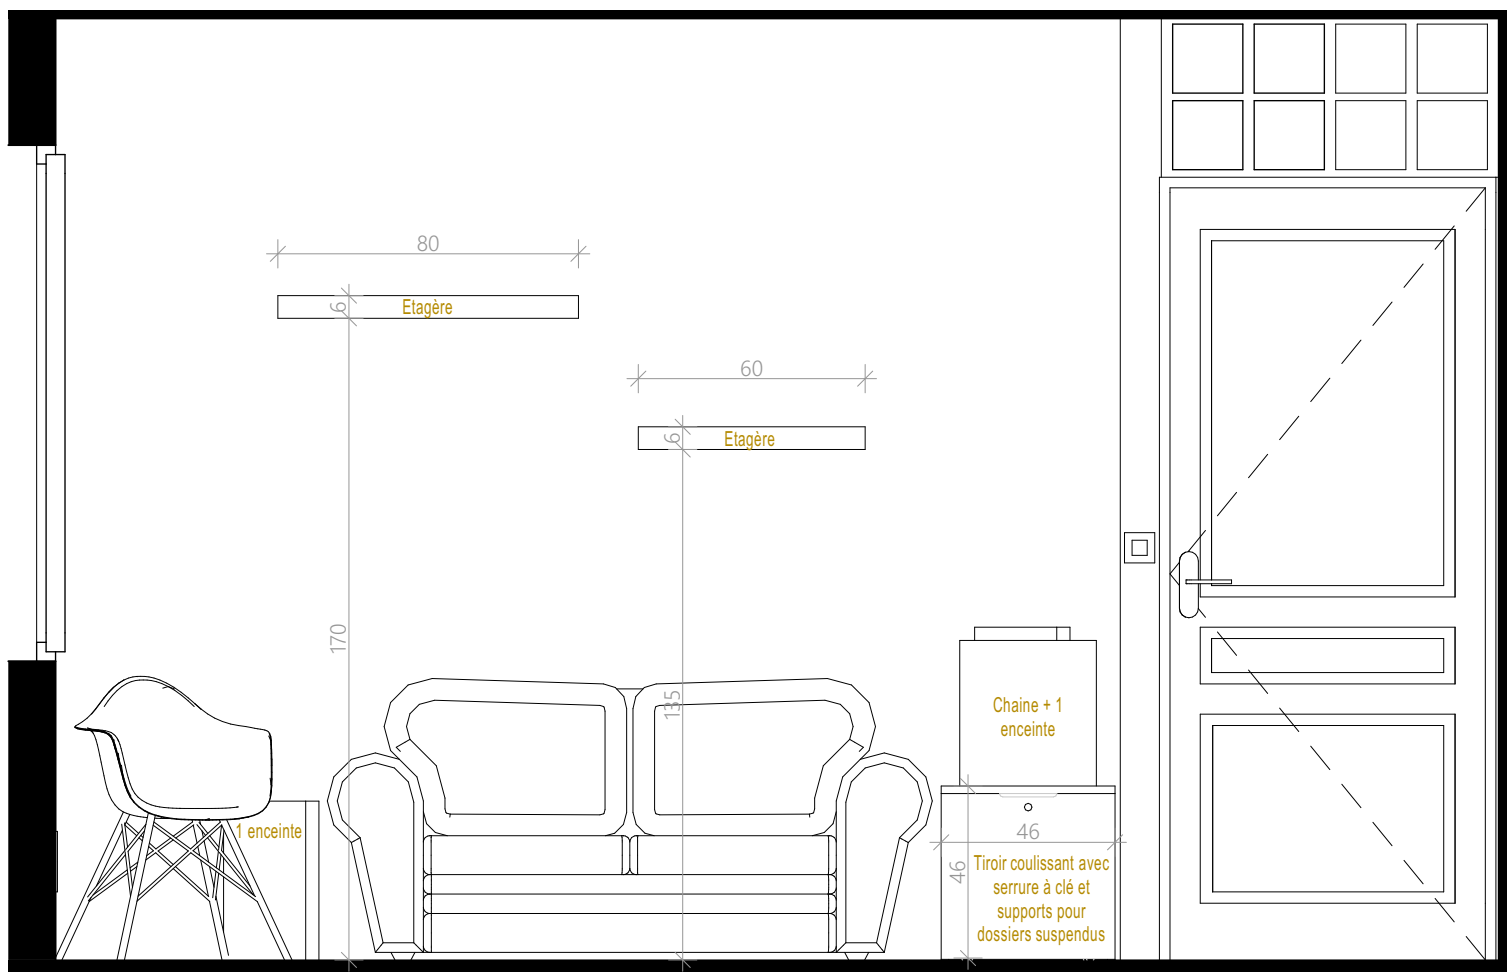 80
6
Etagère
60
6
Etagère
170
135
Chaine + 1
enceinte
1 enceinte
46
46
Tiroir coulissant avec
serrure à clé et
supports pour
dossiers suspendus